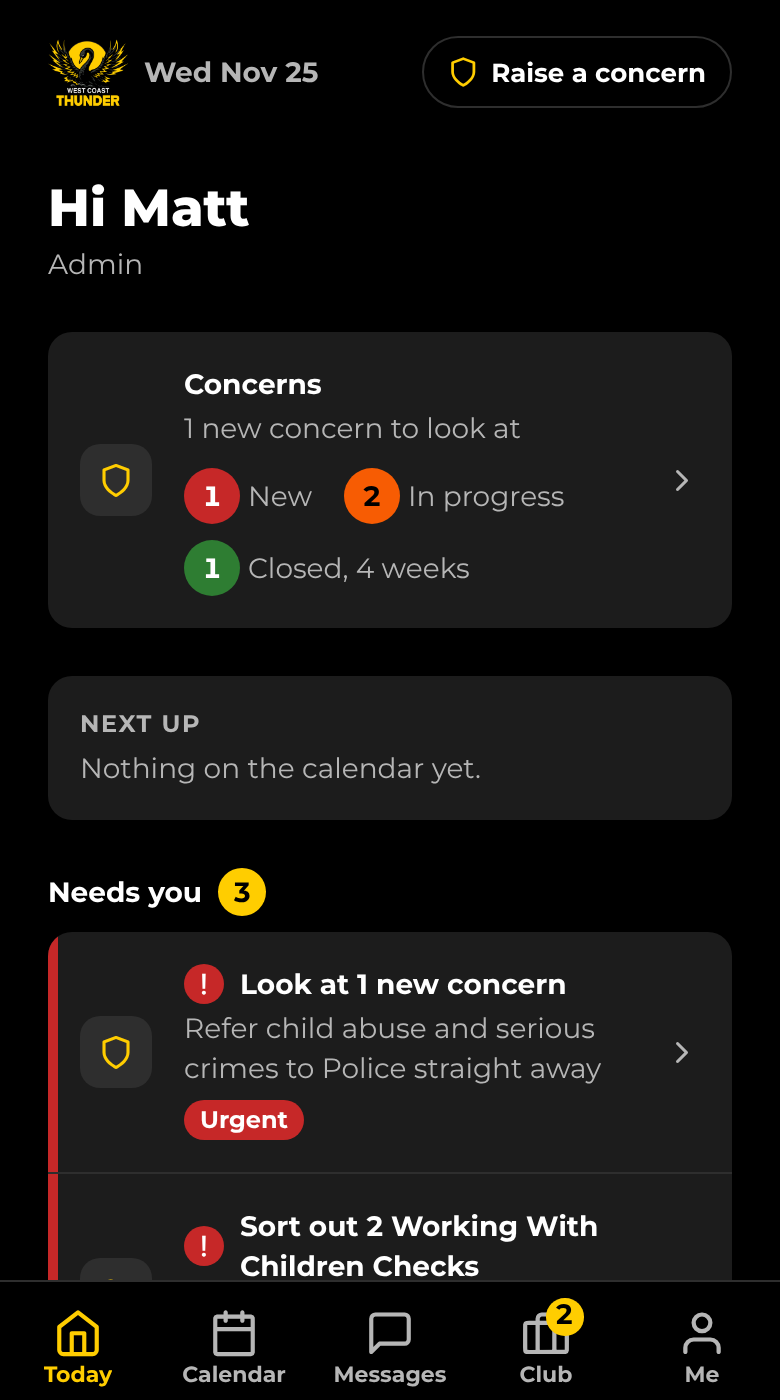 WEST COAST
THUNDER
Wed Nov 25
Raise a concern
Hi Matt
Admin
Concerns
1 new concern to look at
1 New
2 In progress
1 Closed, 4 weeks
NEXT UP
Nothing on the calendar yet.
Needs you 3
! Look at 1 new concern
Refer child abuse and serious
crimes to Police straight away
Urgent
! Sort out 2 Working With
Children Checks
2
Today
Calendar
Messages
Club
Me